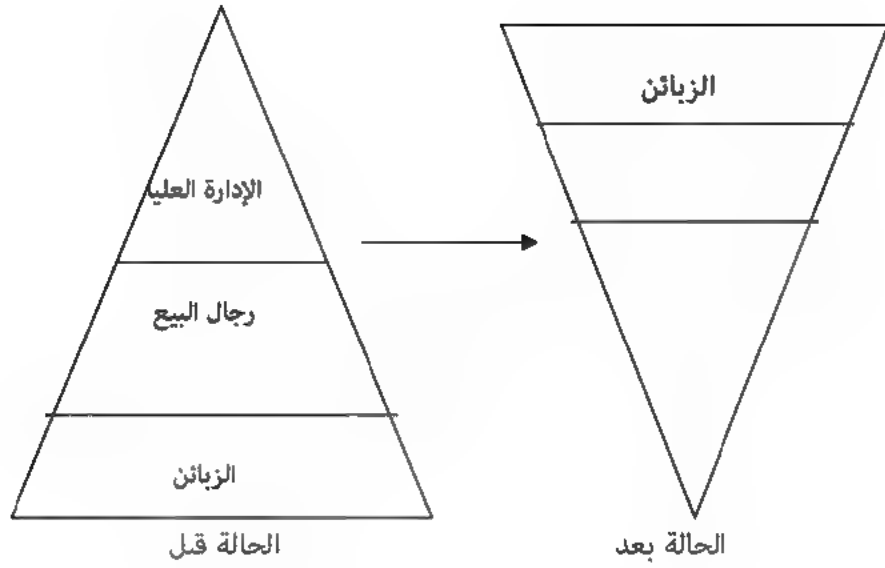 الزبائن
الإدارة العليا
رجال البيع
الزبائن
الحالة قبل
الحالة بعد